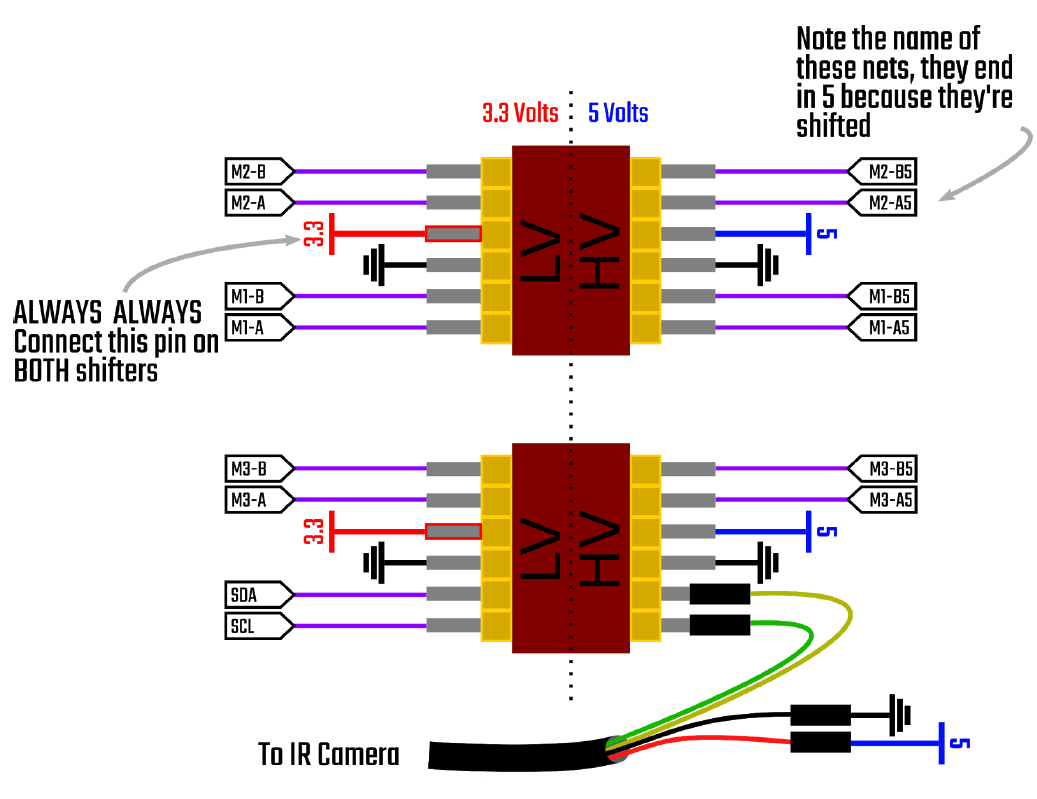 Note the name of
these nets, they end
in 5 because they're
shifted
3.3 Volts
5 Volts
M2-B
M2-A
3.3
LV
HV
M2-B5
M2-A5
5
M1-B
M1-A
M1-B5
M1-A5
ALWAYS ALWAYS
Connect this pin on
BOTH shifters
M3-B
M3-A
3.3
LV
HV
M3-B5
M3-A5
5
SDA
SCL
To IR Camera
5